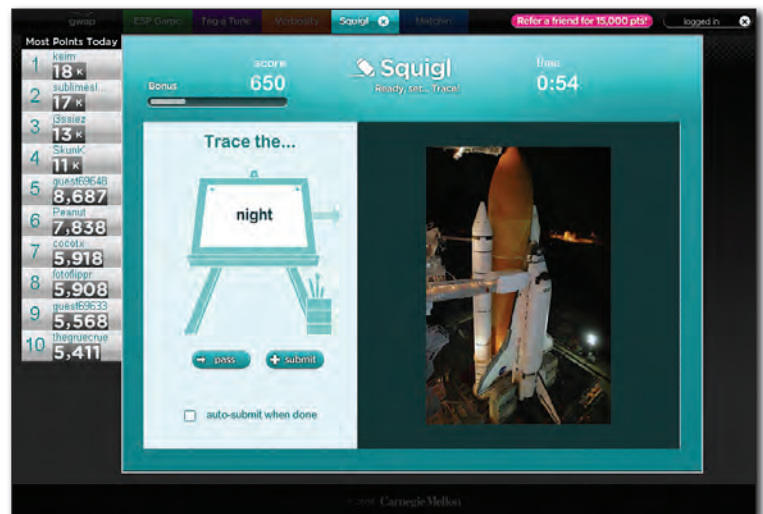 gwap
ESP Game
Tag a Tune
Verbosity
Squigl
Matchin
Refer a friend for 15,000 pts!
logged in
Most Points Today
1 keim
18 K
2 sublimesl...
17 K
3 i3ssiez
13 K
4 SkunK
11 K
5 guest69648
8,687
6 Peanut
7,838
7 cocotx
5,918
8 fotoflippr
5,908
9 guest69633
5,568
10 thegruecrue
5,411
Bonus
score
650
Squigl
Ready, set... Trace!
time
0:54
Trace the...
night
pass
submit
auto-submit when done
Carnegie Mellon